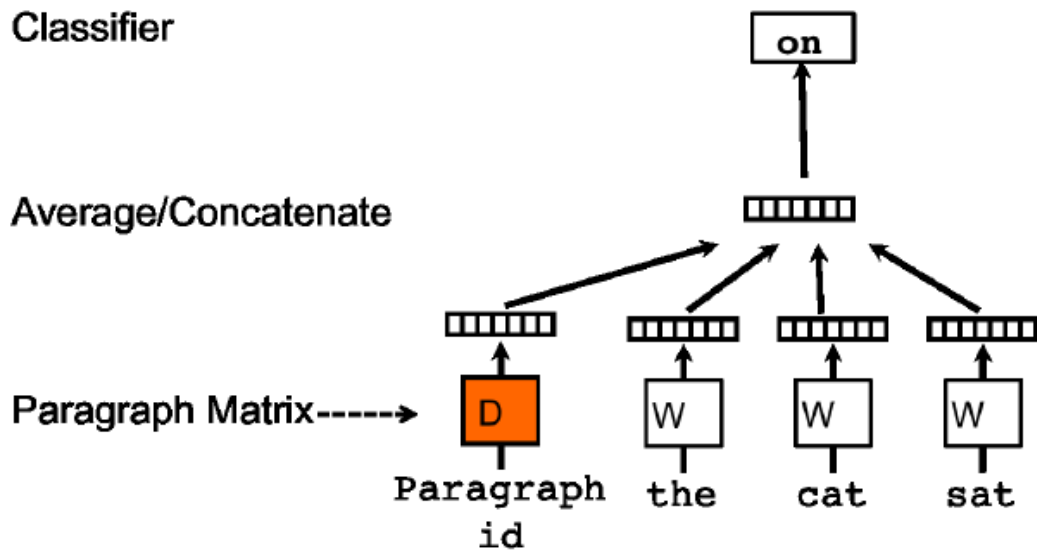 Classifier
on
Average/Concatenate
Paragraph Matrix
D
W
W
W
Paragraph
id
the
cat
sat